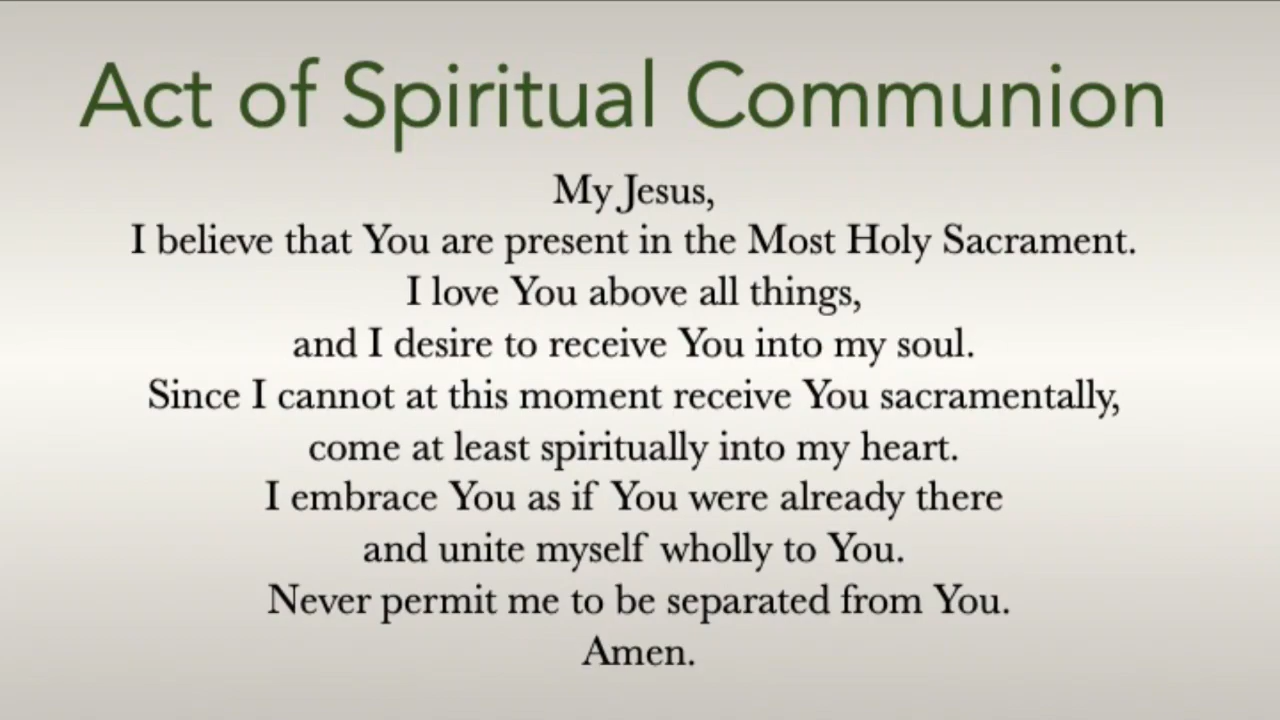 Act of Spiritual Communion
My Jesus,
I believe that You are present in the Most Holy Sacrament.
I love You above all things,
and I desire to receive You into my soul.
Since I cannot at this moment receive You sacramentally,
come at least spiritually into my heart.
I embrace You as if You were already there
and unite myself wholly to You.
Never permit me to be separated from You.
Amen.